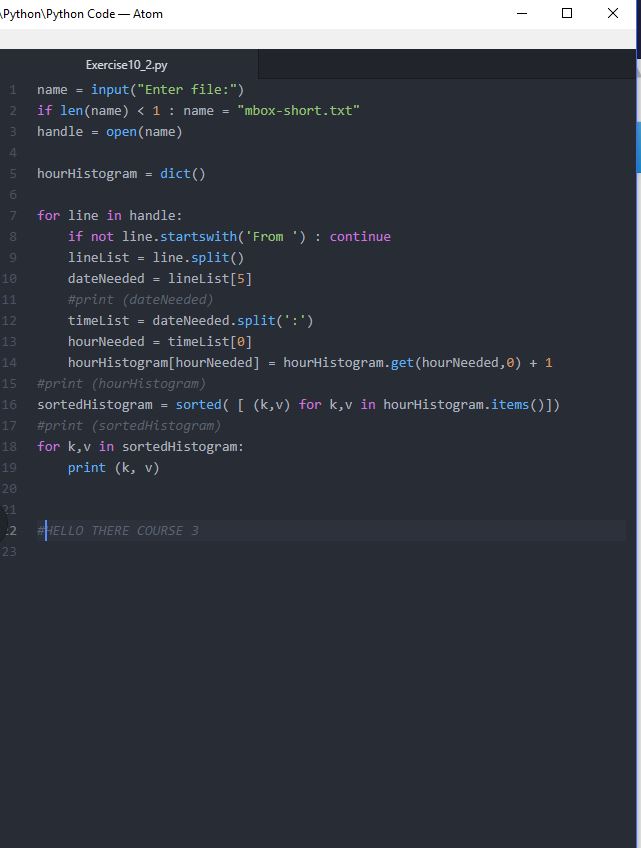 \Python\Python Code — Atom
Exercise10_2.py
1 name = input("Enter file:")
2 if len(name) < 1 : name = "mbox-short.txt"
3 handle = open(name)
4
5 hourHistogram = dict()
6
7 for line in handle:
8     if not line.startswith('From ') : continue
9     lineList = line.split()
10     dateNeeded = lineList[5]
11     #print (dateNeeded)
12     timeList = dateNeeded.split(':')
13     hourNeeded = timeList[0]
14     hourHistogram[hourNeeded] = hourHistogram.get(hourNeeded,0) + 1
15 #print (hourHistogram)
16 sortedHistogram = sorted( [ (k,v) for k,v in hourHistogram.items()])
17 #print (sortedHistogram)
18 for k,v in sortedHistogram:
19     print (k, v)
20
21
22 #HELLO THERE COURSE 3
23